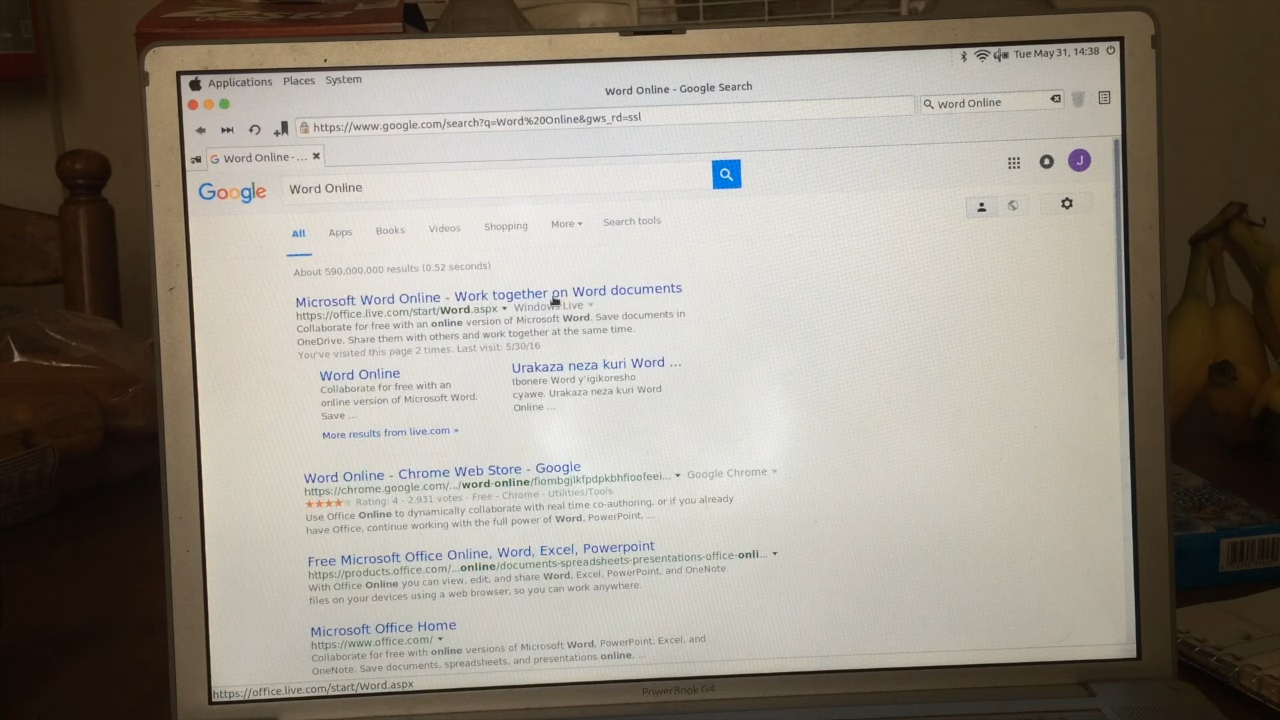 Applications Places System
Tue May 31, 14:38
Word Online - Google Search
https://www.google.com/search?q=Word%20Online&gws_rd=ssl
Word Online
Word Online - ...
J
Google
Word Online
All Apps Books Videos Shopping More Search tools
About 590,000,000 results (0.52 seconds)
Microsoft Word Online - Work together on Word documents
https://office.live.com/start/Word.aspx Windows Live
Collaborate for free with an online version of Microsoft Word. Save documents in
OneDrive. Share them with others and work together at the same time.
You've visited this page 2 times. Last visit: 5/30/16
Word Online
Collaborate for free with an
online version of Microsoft Word.
Save ...
Urakaza neza kuri Word ...
Ibonere Word y'igikoresho
cyawe. Urakaza neza kuri Word
Online ...
More results from live.com »
Word Online - Chrome Web Store - Google
https://chrome.google.com/.../word-online/fiombgjlkfpdpkbhfioofeei... Google Chrome
Rating: 4 - 2,931 votes - Free - Chrome - Utilities/Tools
Use Office Online to dynamically collaborate with real time co-authoring, or if you already
have Office, continue working with the full power of Word, PowerPoint, ...
Free Microsoft Office Online, Word, Excel, Powerpoint
https://products.office.com/...online/documents-spreadsheets-presentations-office-onli...
With Office Online you can view, edit, and share Word, Excel, PowerPoint, and OneNote
files on your devices using a web browser, so you can work anywhere.
Microsoft Office Home
https://www.office.com/
Collaborate for free with online versions of Microsoft Word, PowerPoint, Excel, and
OneNote. Save documents, spreadsheets, and presentations online, ...
https://office.live.com/start/Word.aspx
PowerBook G4